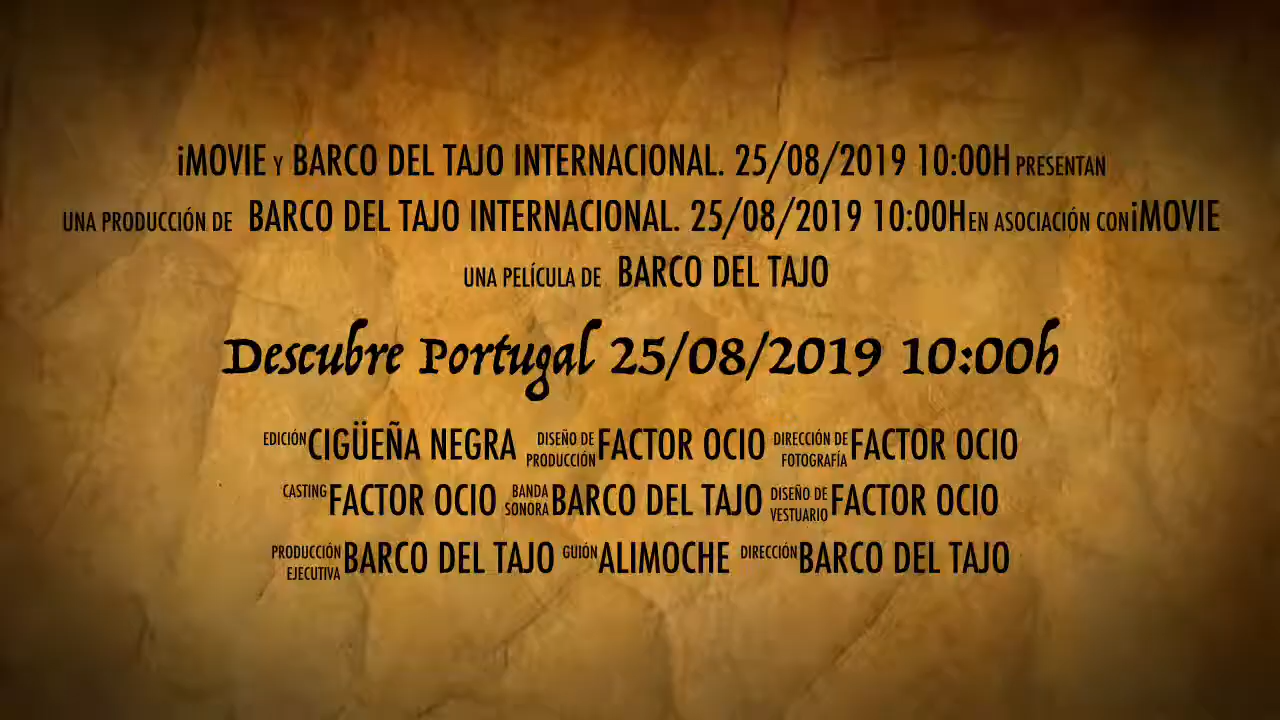 iMOVIE Y BARCO DEL TAJO INTERNACIONAL. 25/08/2019 10:00H PRESENTAN
UNA PRODUCCIÓN DE BARCO DEL TAJO INTERNACIONAL. 25/08/2019 10:00H EN ASOCIACIÓN CON iMOVIE
UNA PELÍCULA DE BARCO DEL TAJO
Descubre Portugal 25/08/2019 10:00h
EDICIÓN CIGÜEÑA NEGRA DISEÑO DE PRODUCCIÓN FACTOR OCIO DIRECCIÓN DE FOTOGRAFÍA FACTOR OCIO
CASTING FACTOR OCIO BANDA SONORA BARCO DEL TAJO DISEÑO DE VESTUARIO FACTOR OCIO
PRODUCCIÓN EJECUTIVA BARCO DEL TAJO GUIÓN ALIMOCHE DIRECCIÓN BARCO DEL TAJO